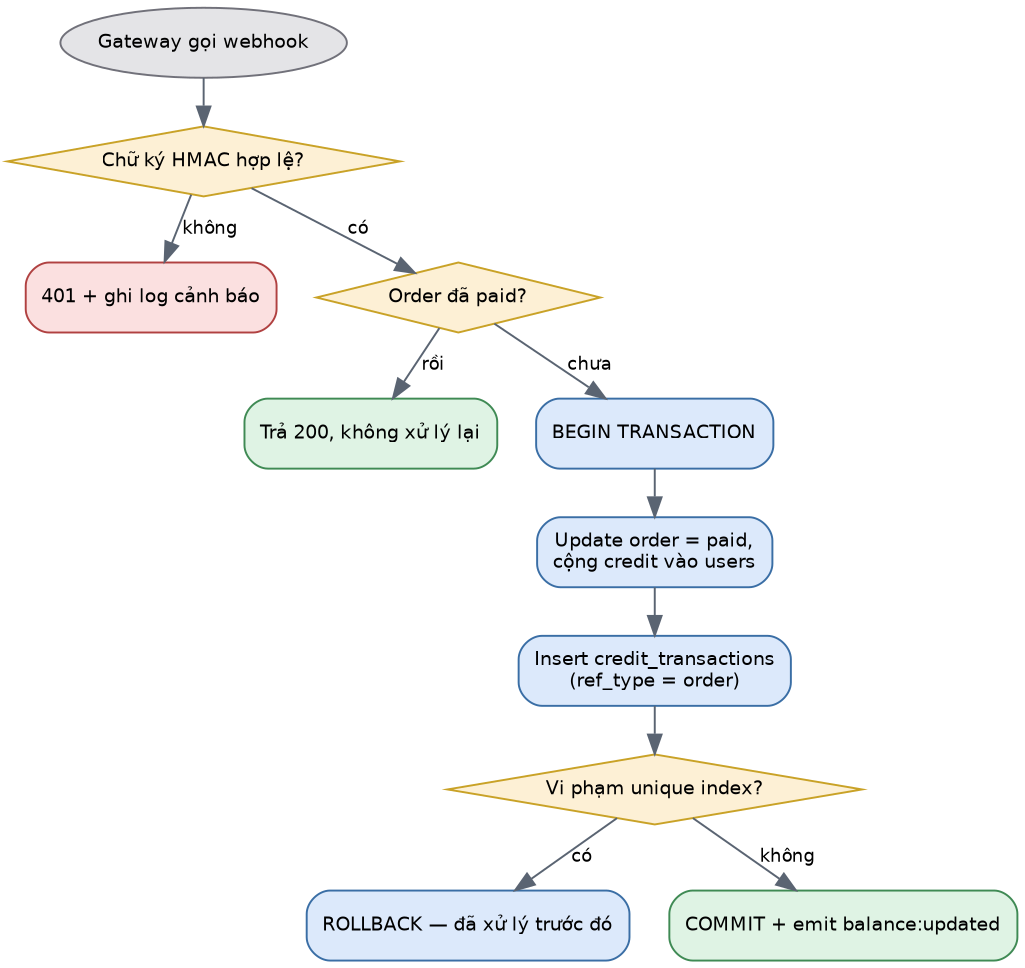 Gateway gọi webhook
Chữ ký HMAC hợp lệ?
không
có
401 + ghi log cảnh báo
Order đã paid?
rồi
chưa
Trả 200, không xử lý lại
BEGIN TRANSACTION
Update order = paid,
cộng credit vào users
Insert credit_transactions
(ref_type = order)
Vi phạm unique index?
có
không
ROLLBACK — đã xử lý trước đó
COMMIT + emit balance:updated